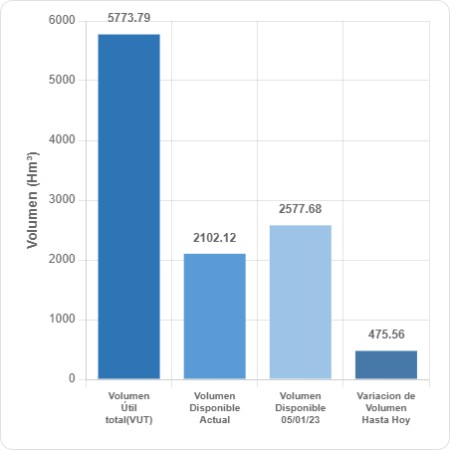 5773.79
6000
5000
4000
3000
2000
1000
0
Volumen (Hm³)
2102.12
2577.68
475.56
Volumen
Útil
total(VUT)
Volumen
Disponible
Actual
Volumen
Disponible
05/01/23
Variacion de
Volumen
Hasta Hoy